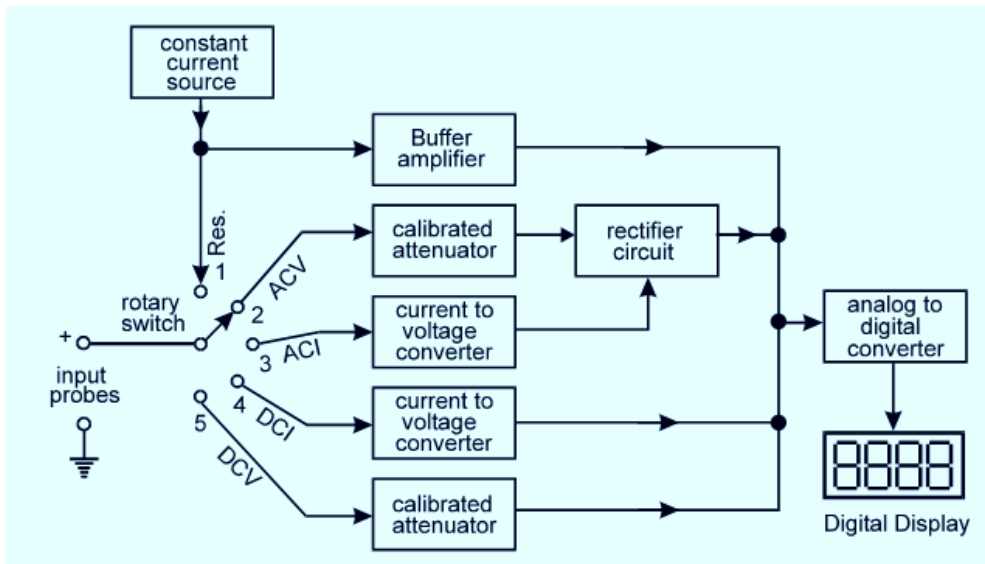 constant
current
source
Buffer
amplifier
Res.
1
calibrated
attenuator
rectifier
circuit
ACV
2
rotary
switch
+
input
probes
current to
voltage
converter
3 ACI
analog to
digital
converter
4
DCI
current to
voltage
converter
5
DCV
calibrated
attenuator
8888
Digital Display